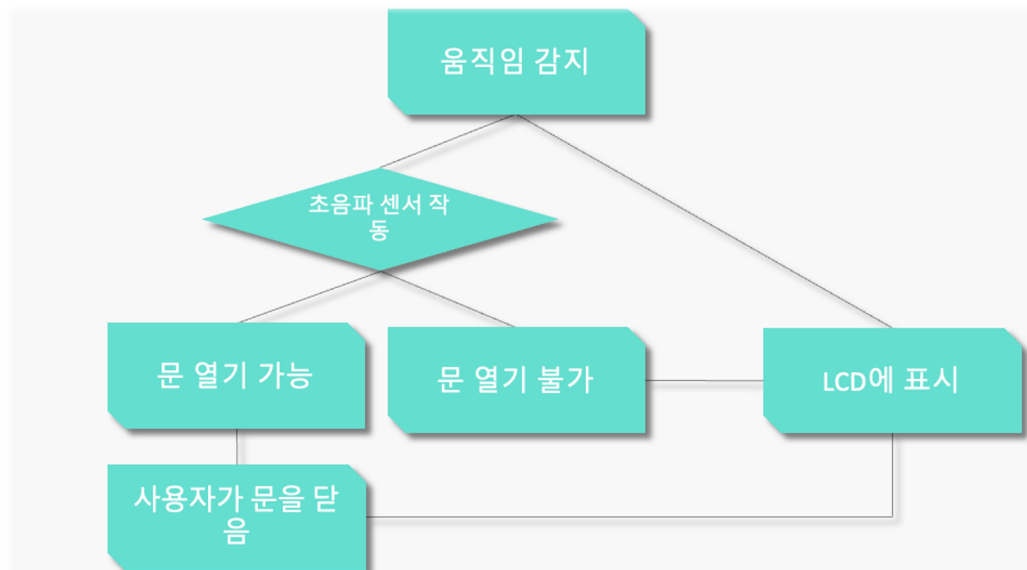 움직임 감지
초음파 센서 작
동
문 열기 가능
문 열기 불가
LCD에 표시
사용자가 문을 닫
음